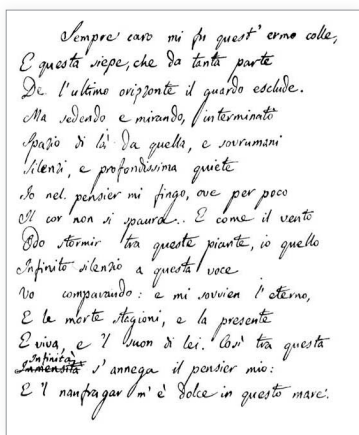 Sempre caro mi fu quest' ermo colle,
E questa siepe, che da tanta parte
De l'ultimo orizzonte il guardo esclude.
Ma sedendo e mirando, interminato
Spazio di là da quella, e sovrumani
Silenzi, e profondissima quiete
Io nel pensier mi fingo, ove per poco
Il cor non si spaura.. E come il vento
Odo stormir tra queste piante, io quello
Infinito silenzio a questa voce
Vo comparando: e mi sovvien l'eterno,
E le morte stagioni, e la presente
E viva, e 'l suon di lei. Così tra questa
Infinità
Immensità s'annega il pensier mio:
E 'l naufragar m'è dolce in questo mare.